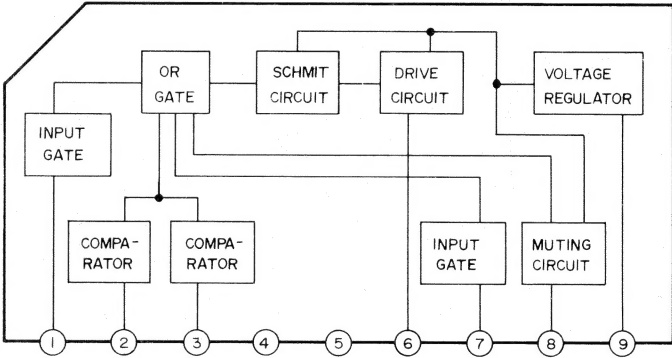 OR
GATE
SCHMIT
CIRCUIT
DRIVE
CIRCUIT
VOLTAGE
REGULATOR
INPUT
GATE
COMPA-
RATOR
COMPA-
RATOR
INPUT
GATE
MUTING
CIRCUIT
1 2 3 4 5 6 7 8 9